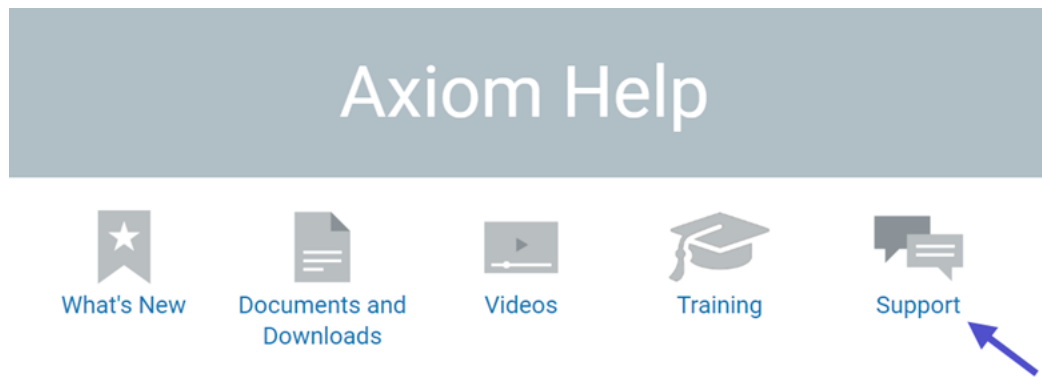 Axiom Help
What's New
Documents and
Downloads
Videos
Training
Support